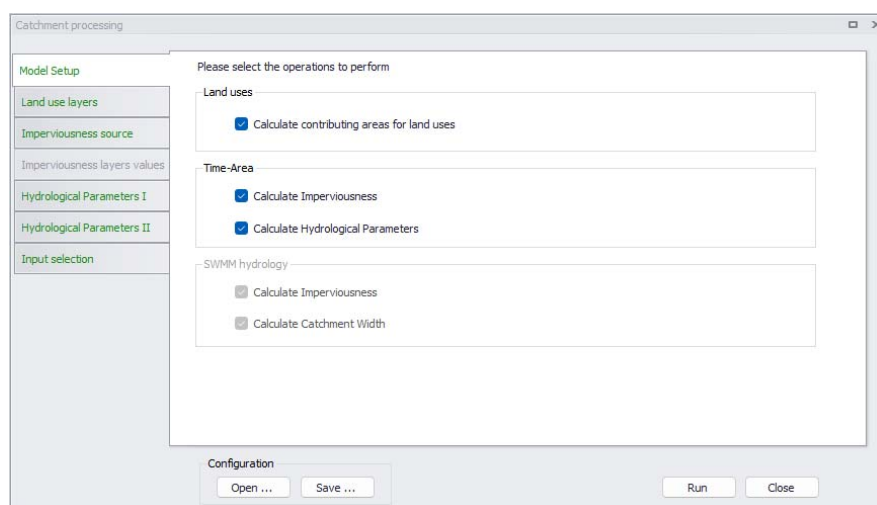 Catchment processing
Model Setup
Land use layers
Imperviousness source
Imperviousness layers values
Hydrological Parameters I
Hydrological Parameters II
Input selection
Please select the operations to perform
Land uses
Calculate contributing areas for land uses
Time-Area
Calculate Imperviousness
Calculate Hydrological Parameters
SWMM hydrology
Calculate Imperviousness
Calculate Catchment Width
Configuration
Open ...
Save ...
Run
Close